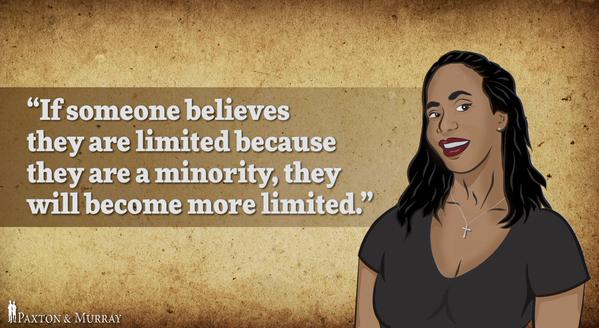 “If someone believes
they are limited because
they are a minority, they
will become more limited.”
Paxton & Murray